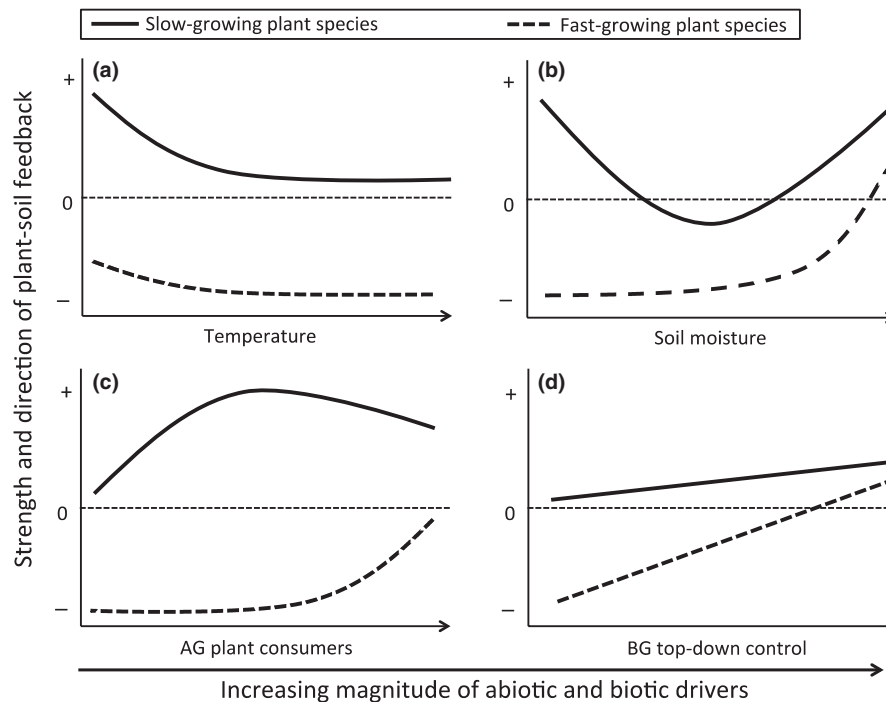 Slow-growing plant species
Fast-growing plant species
Strength and direction of plant-soil feedback
(a)
+
0
–
Temperature
(b)
+
0
–
Soil moisture
(c)
+
0
–
AG plant consumers
(d)
+
0
–
BG top-down control
Increasing magnitude of abiotic and biotic drivers